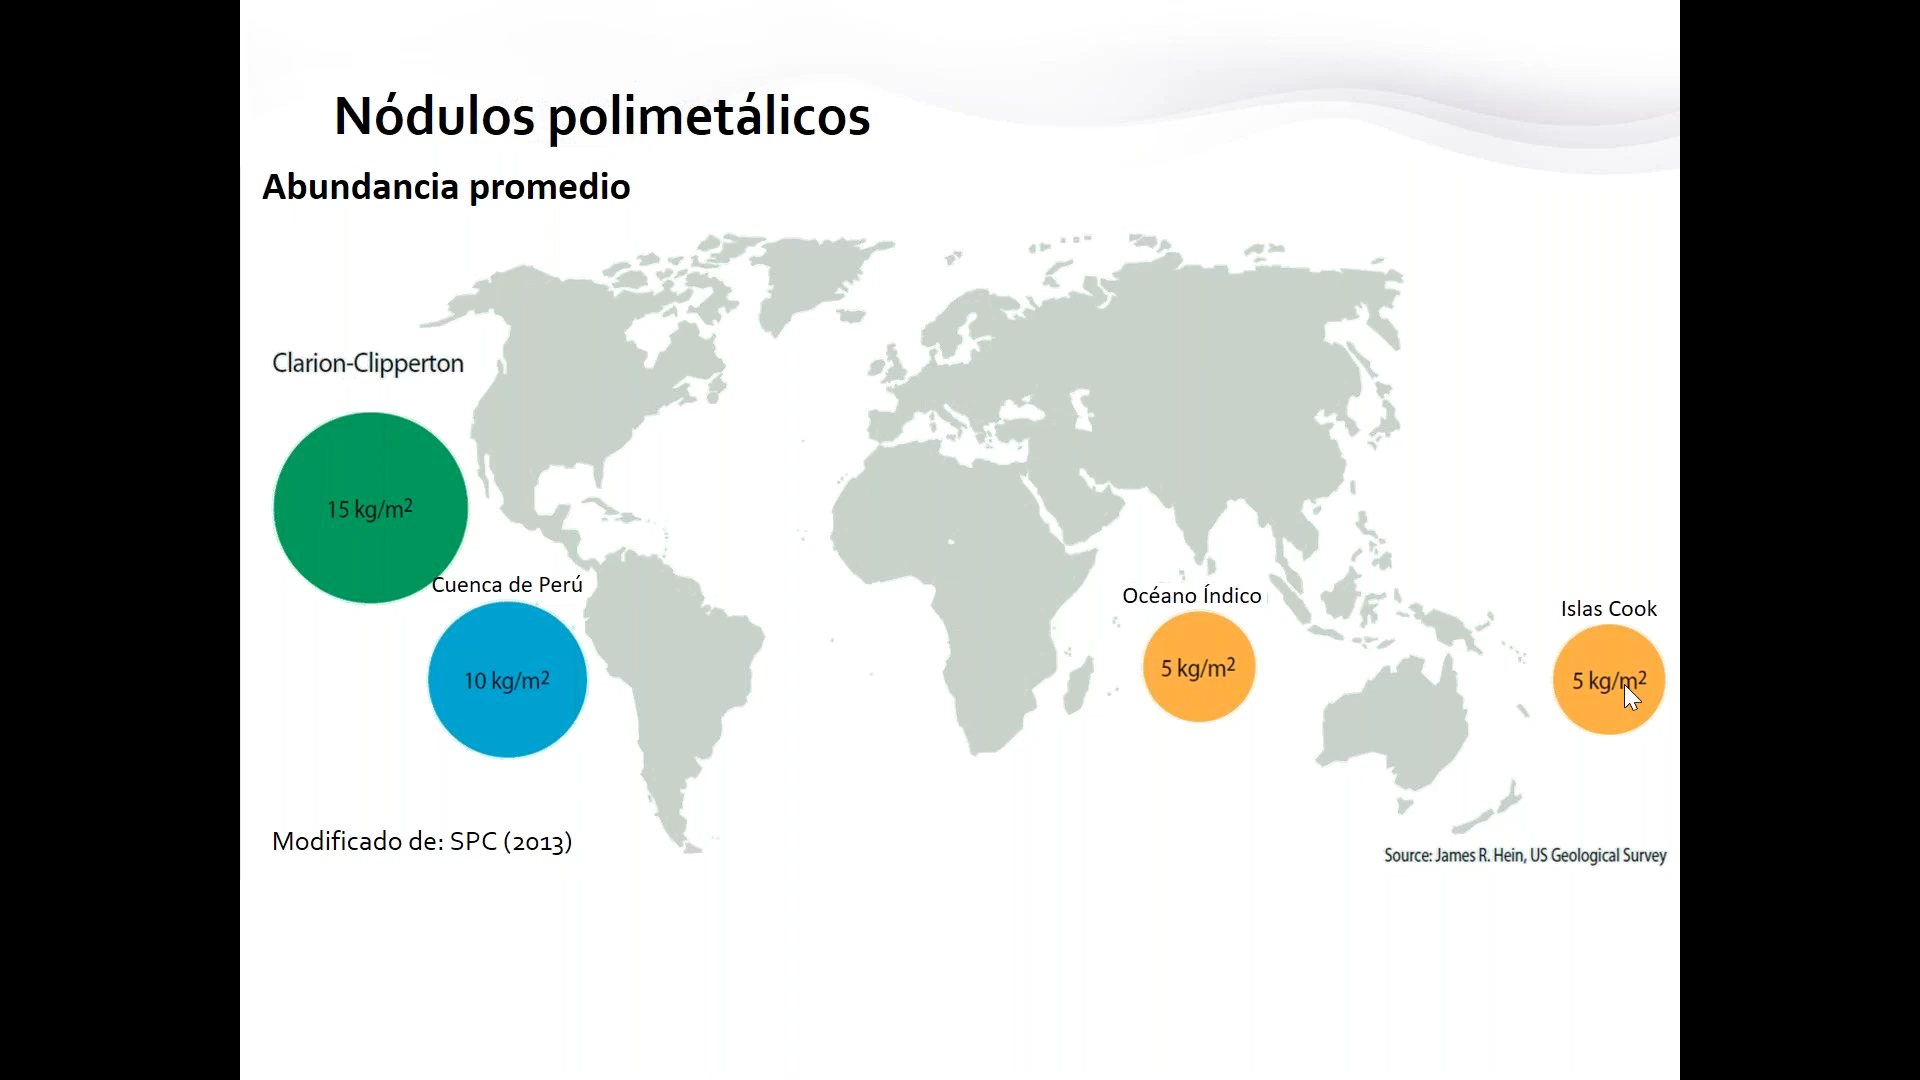 Nódulos polimetálicos
Abundancia promedio
Clarion-Clipperton
15 kg/m²
Cuenca de Perú
10 kg/m²
Océano Índico
5 kg/m²
Islas Cook
5 kg/m²
Modificado de: SPC (2013)
Source: James R. Hein, US Geological Survey